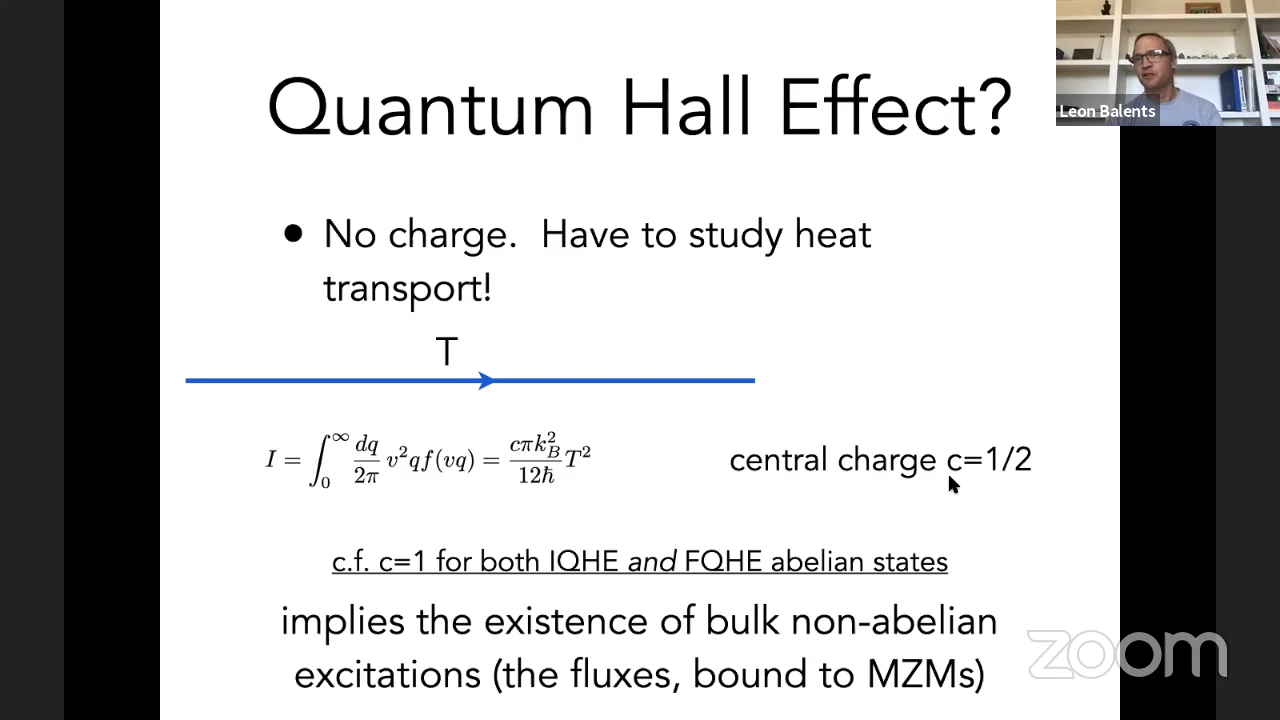 Quantum Hall Effect?
Leon Balents
• No charge. Have to study heat
transport!
T
I = ∫₀^∞ dq/2π v²qf(vq) = cπk_B²/12ħ T²
central charge c=1/2
c.f. c=1 for both IQHE and FQHE abelian states
implies the existence of bulk non-abelian
excitations (the fluxes, bound to MZMs)
zoom